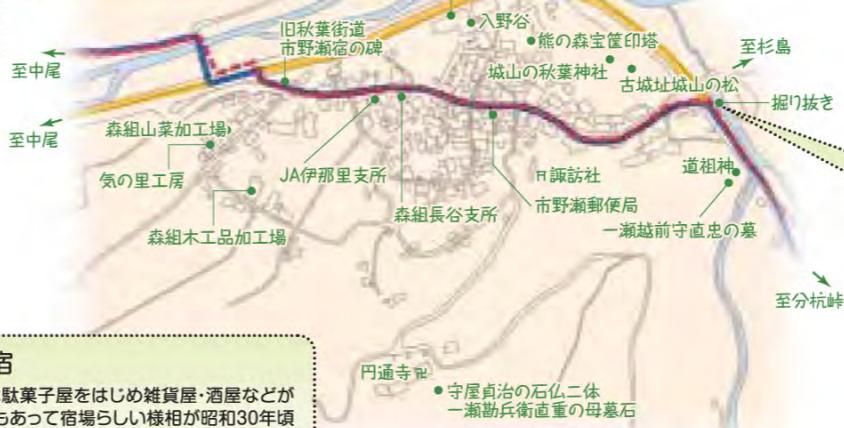 入野谷
旧秋葉街道
市野瀬宿の碑
熊の森宝篋印塔
至杉島
至中尾
城山の秋葉神社
古城址城山の松
掘り抜き
至中尾
森組山菜加工場
気の里工房
JA伊那里支所
諏訪社
道祖神
市野瀬郵便局
森組長谷支所
一瀬越前守直忠の墓
森組木工品加工場
至分杭峠
宿
駄菓子屋をはじめ雑貨屋・酒屋などが
もあって宿場らしい様相が昭和30年頃
円通寺卍
守屋貞治の石仏二体
一瀬勘兵衛直重の母墓石